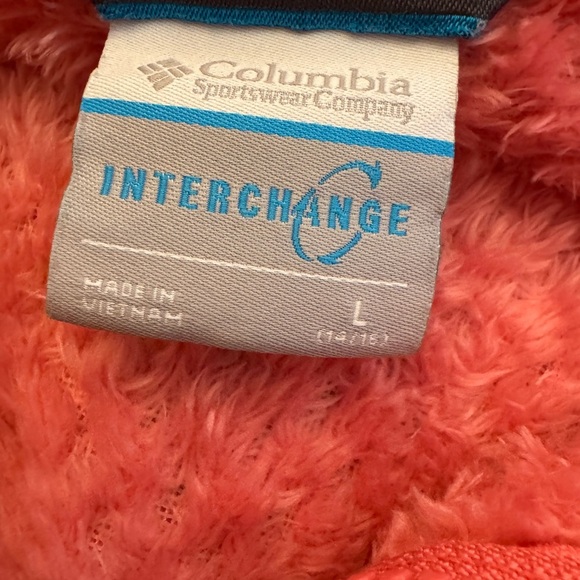 Columbia
Sportswear Company
INTERCHANGE
MADE IN
VIETNAM
L
(14/16)